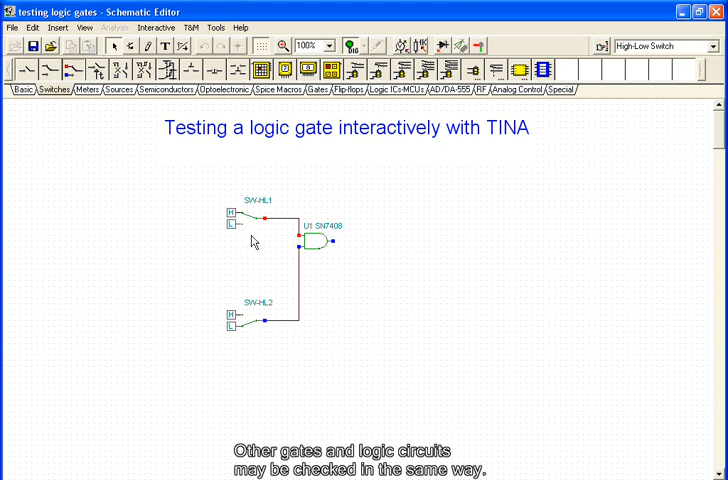 testing logic gates - Schematic Editor
File Edit Insert View Analysis Interactive T&M Tools Help
100% DIG High-Low Switch
Basic Switches Meters Sources Semiconductors Optoelectronic Spice Macros Gates Flip-flops Logic ICs-MCUs AD/DA-555 RF Analog Control Special
Testing a logic gate interactively with TINA
SW-HL1
H
L
U1 SN7408
SW-HL2
H
L
Other gates and logic circuits
may be checked in the same way.